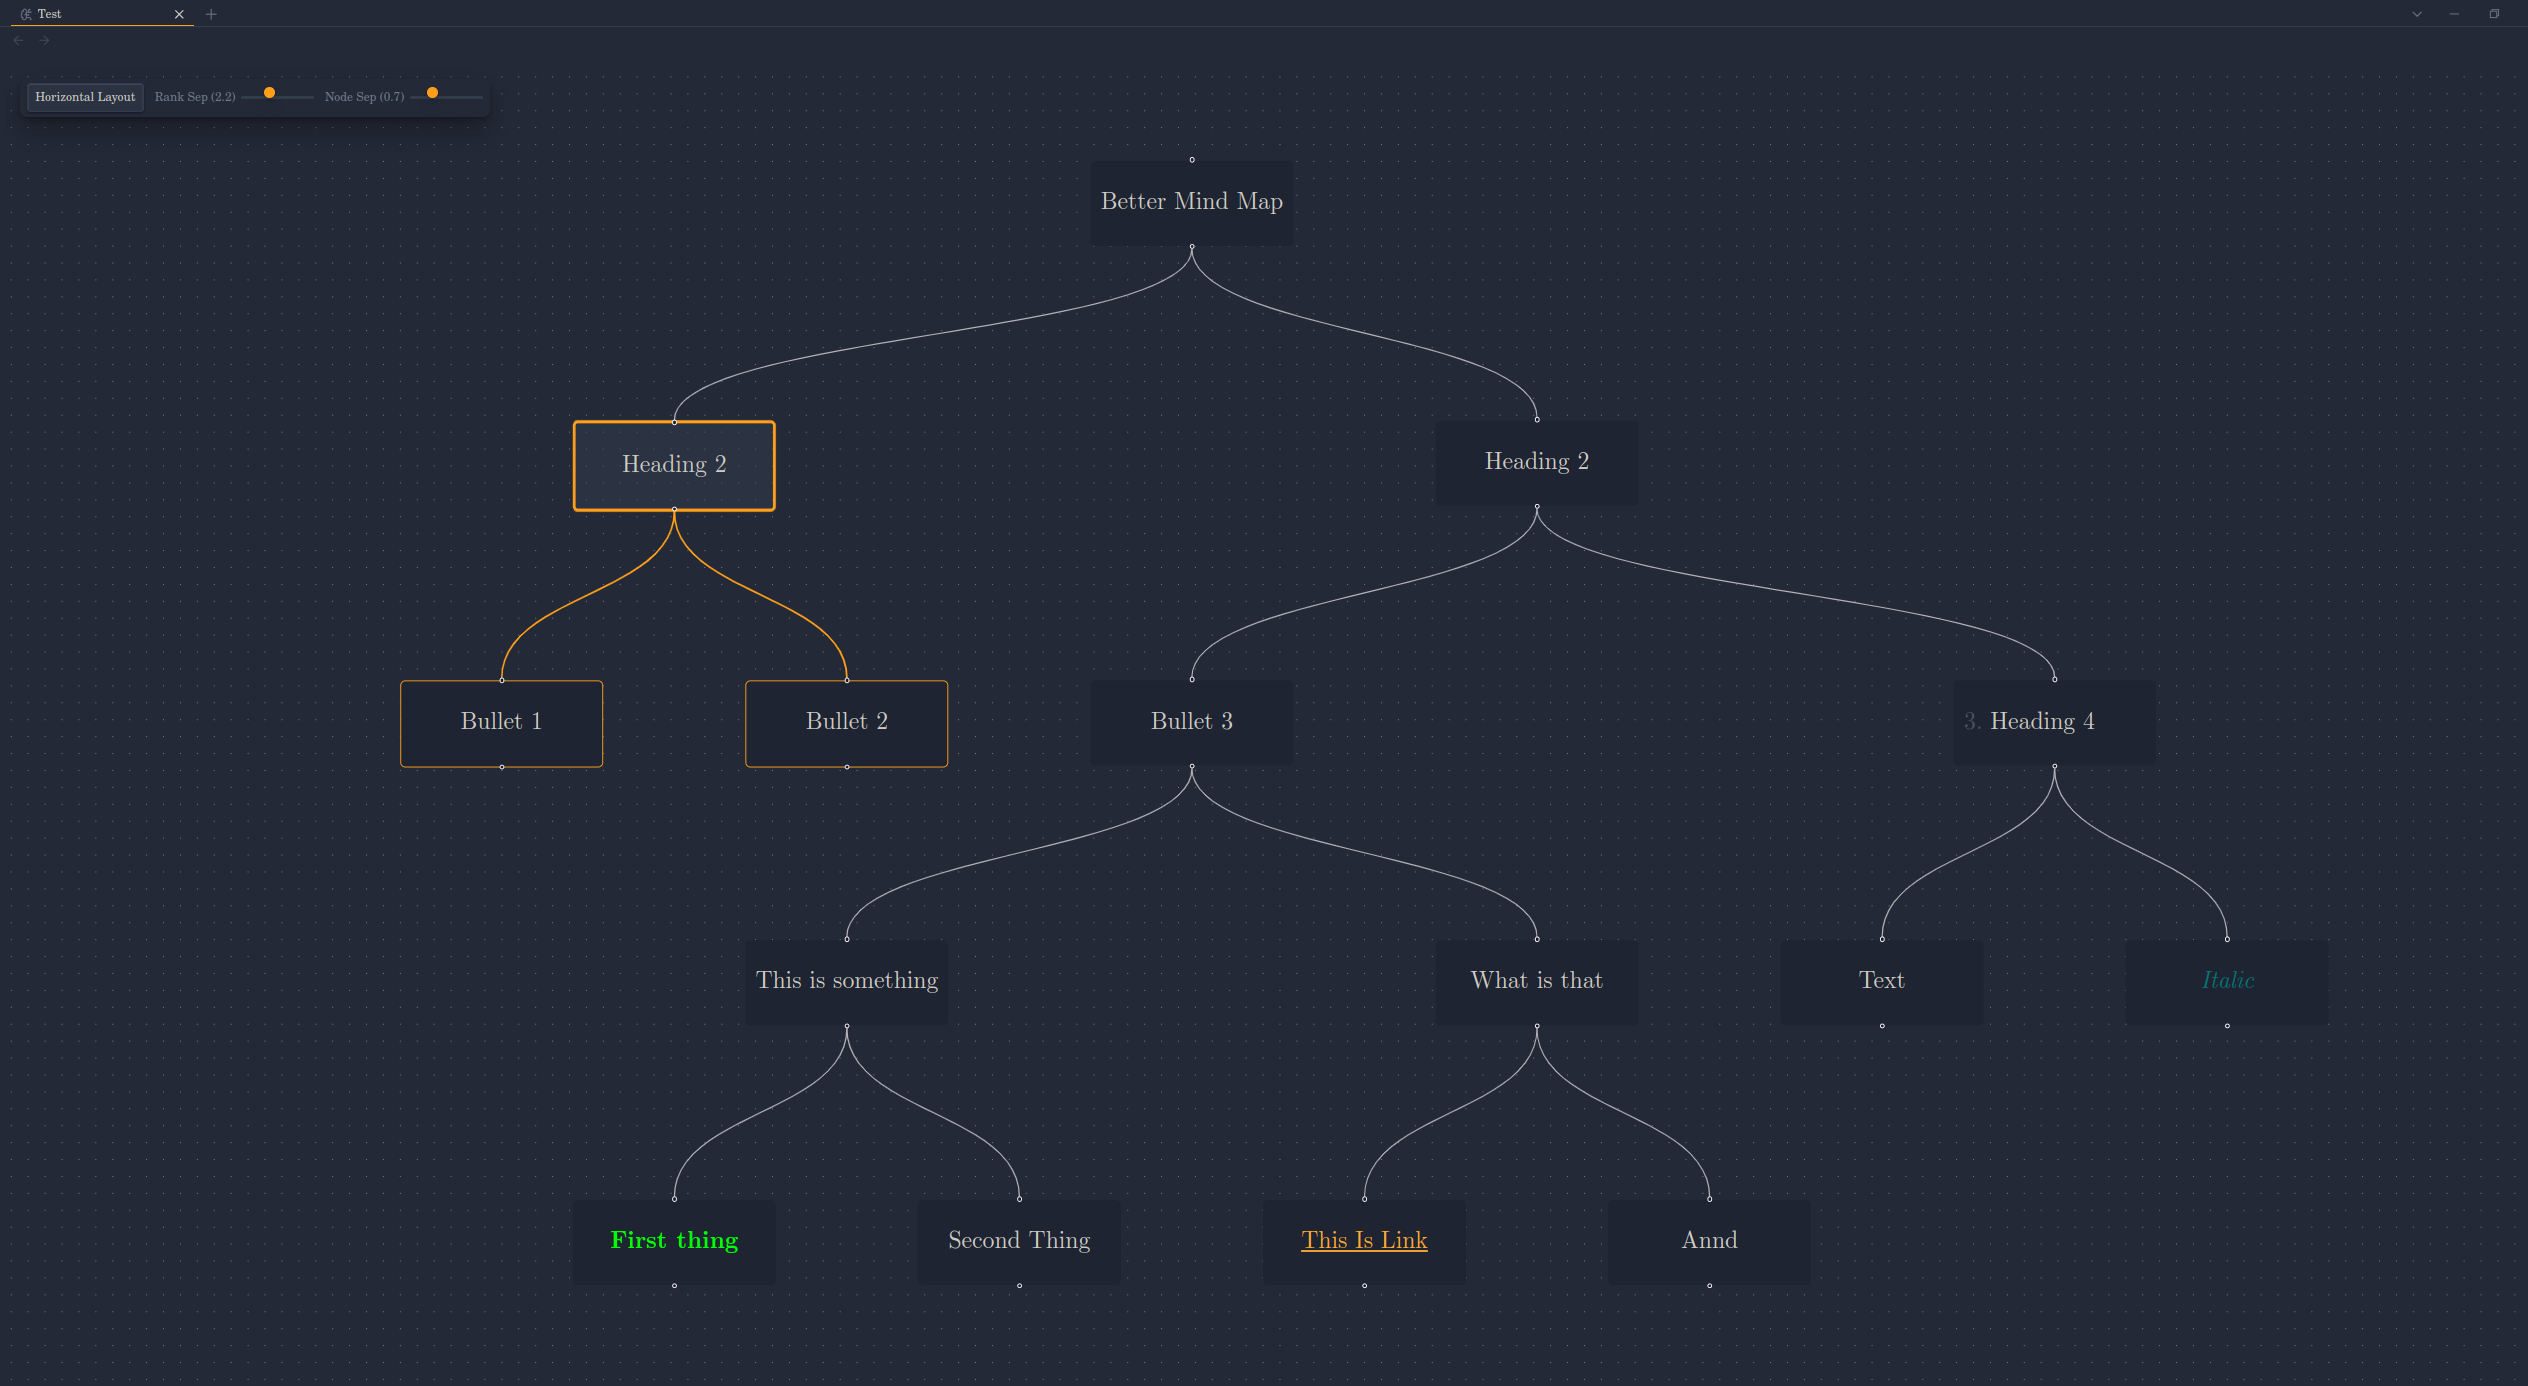 Test
Horizontal Layout
Rank Sep (2.2)
Node Sep (0.7)
Better Mind Map
Heading 2
Heading 2
Bullet 1
Bullet 2
Bullet 3
3. Heading 4
This is something
What is that
Text
Italic
First thing
Second Thing
This Is Link
Annd